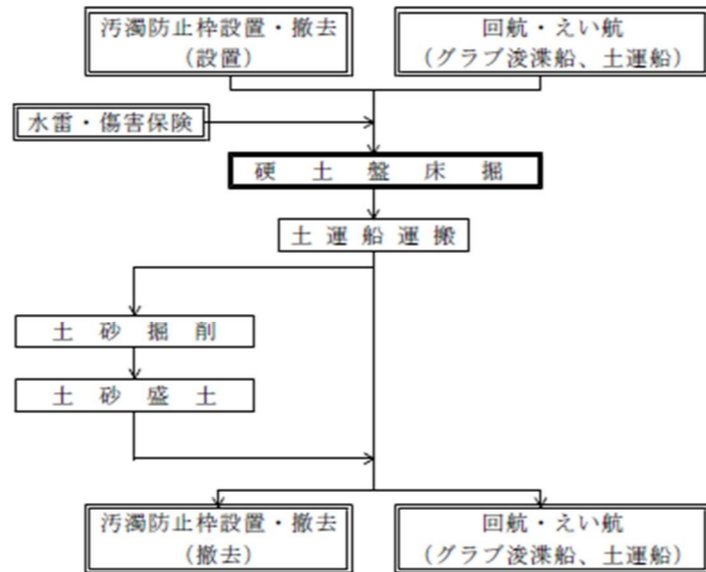 汚濁防止枠設置・撤去
（設置）
回航・えい航
（グラブ浚渫船、土運船）
水雷・傷害保険
硬土盤床掘
土運船運搬
土砂掘削
土砂盛土
汚濁防止枠設置・撤去
（撤去）
回航・えい航
（グラブ浚渫船、土運船）